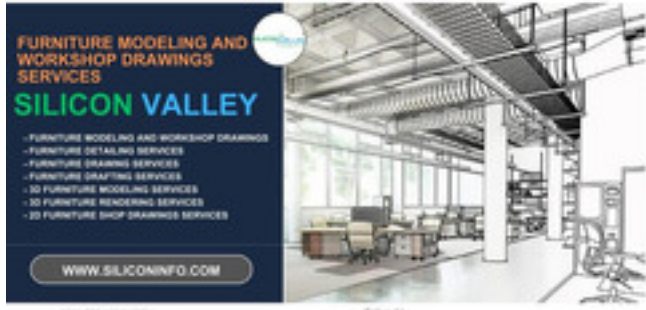 FURNITURE MODELING AND
WORKSHOP DRAWINGS
SERVICES
SILICON VALLEY
- FURNITURE MODELING AND WORKSHOP DRAWINGS
- FURNITURE DETAILING SERVICES
- FURNITURE DRAWING SERVICES
- FURNITURE DRAFTING SERVICES
- 3D FURNITURE MODELING SERVICES
- 3D FURNITURE RENDERING SERVICES
- 2D FURNITURE SHOP DRAWINGS SERVICES
WWW.SILICONINFO.COM